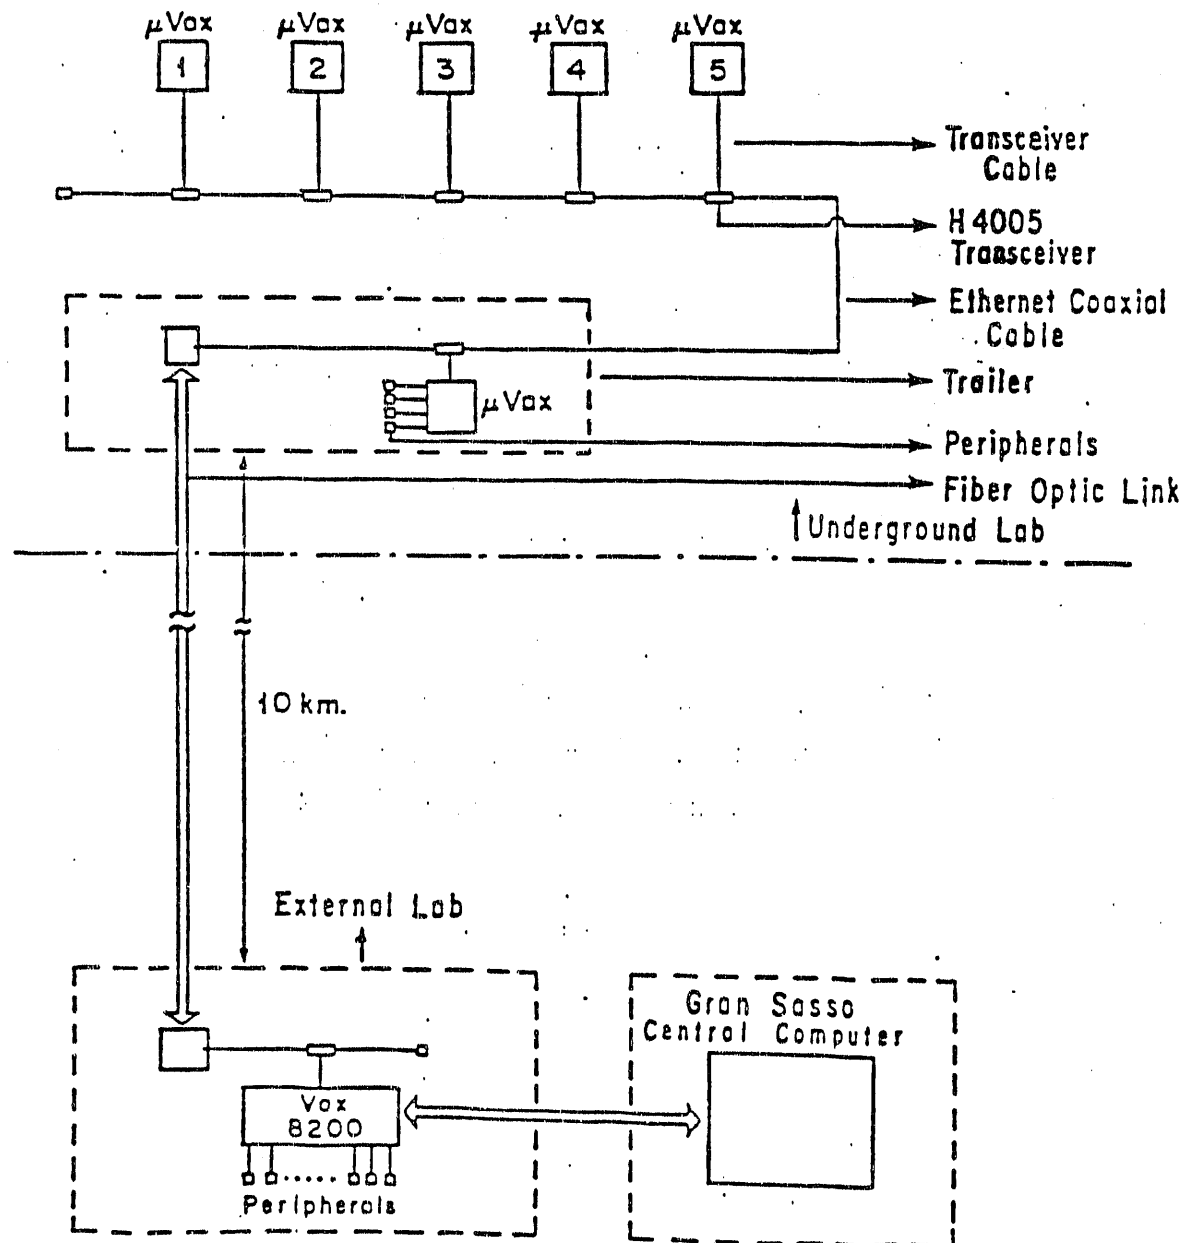 μVax μVax μVax μVax μVax
1 2 3 4 5
Transceiver
Cable
H4005
Transceiver
Ethernet Coaxial
Cable
Trailer
μVax
Peripherals
Fiber Optic Link
Underground Lab
10 km.
External Lab
Gran Sasso
Central Computer
Vax
8200
Peripherals